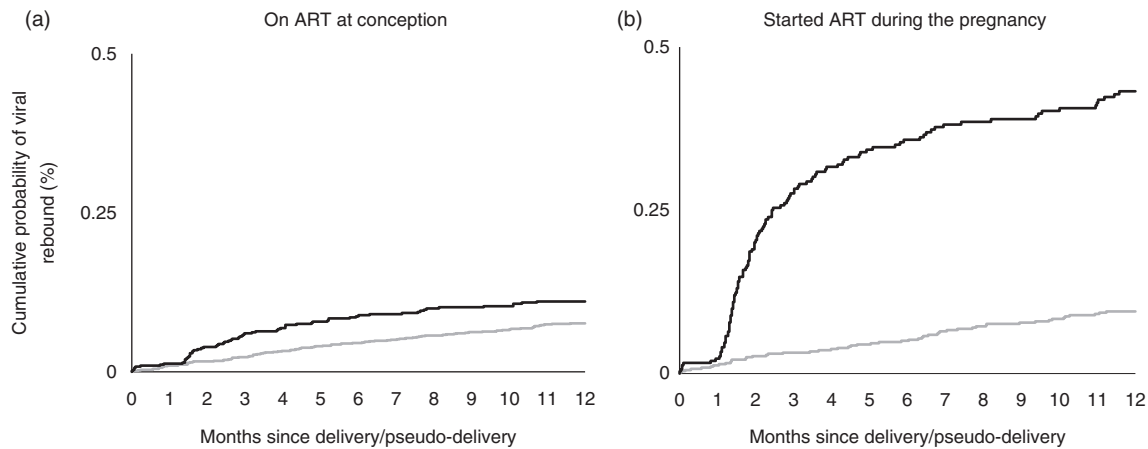 (a)
On ART at conception
0.5
0.25
0
Cumulative probability of viral
rebound (%)
0 1 2 3 4 5 6 7 8 9 10 11 12
Months since delivery/pseudo-delivery
(b)
Started ART during the pregnancy
0.5
0.25
0
0 1 2 3 4 5 6 7 8 9 10 11 12
Months since delivery/pseudo-delivery